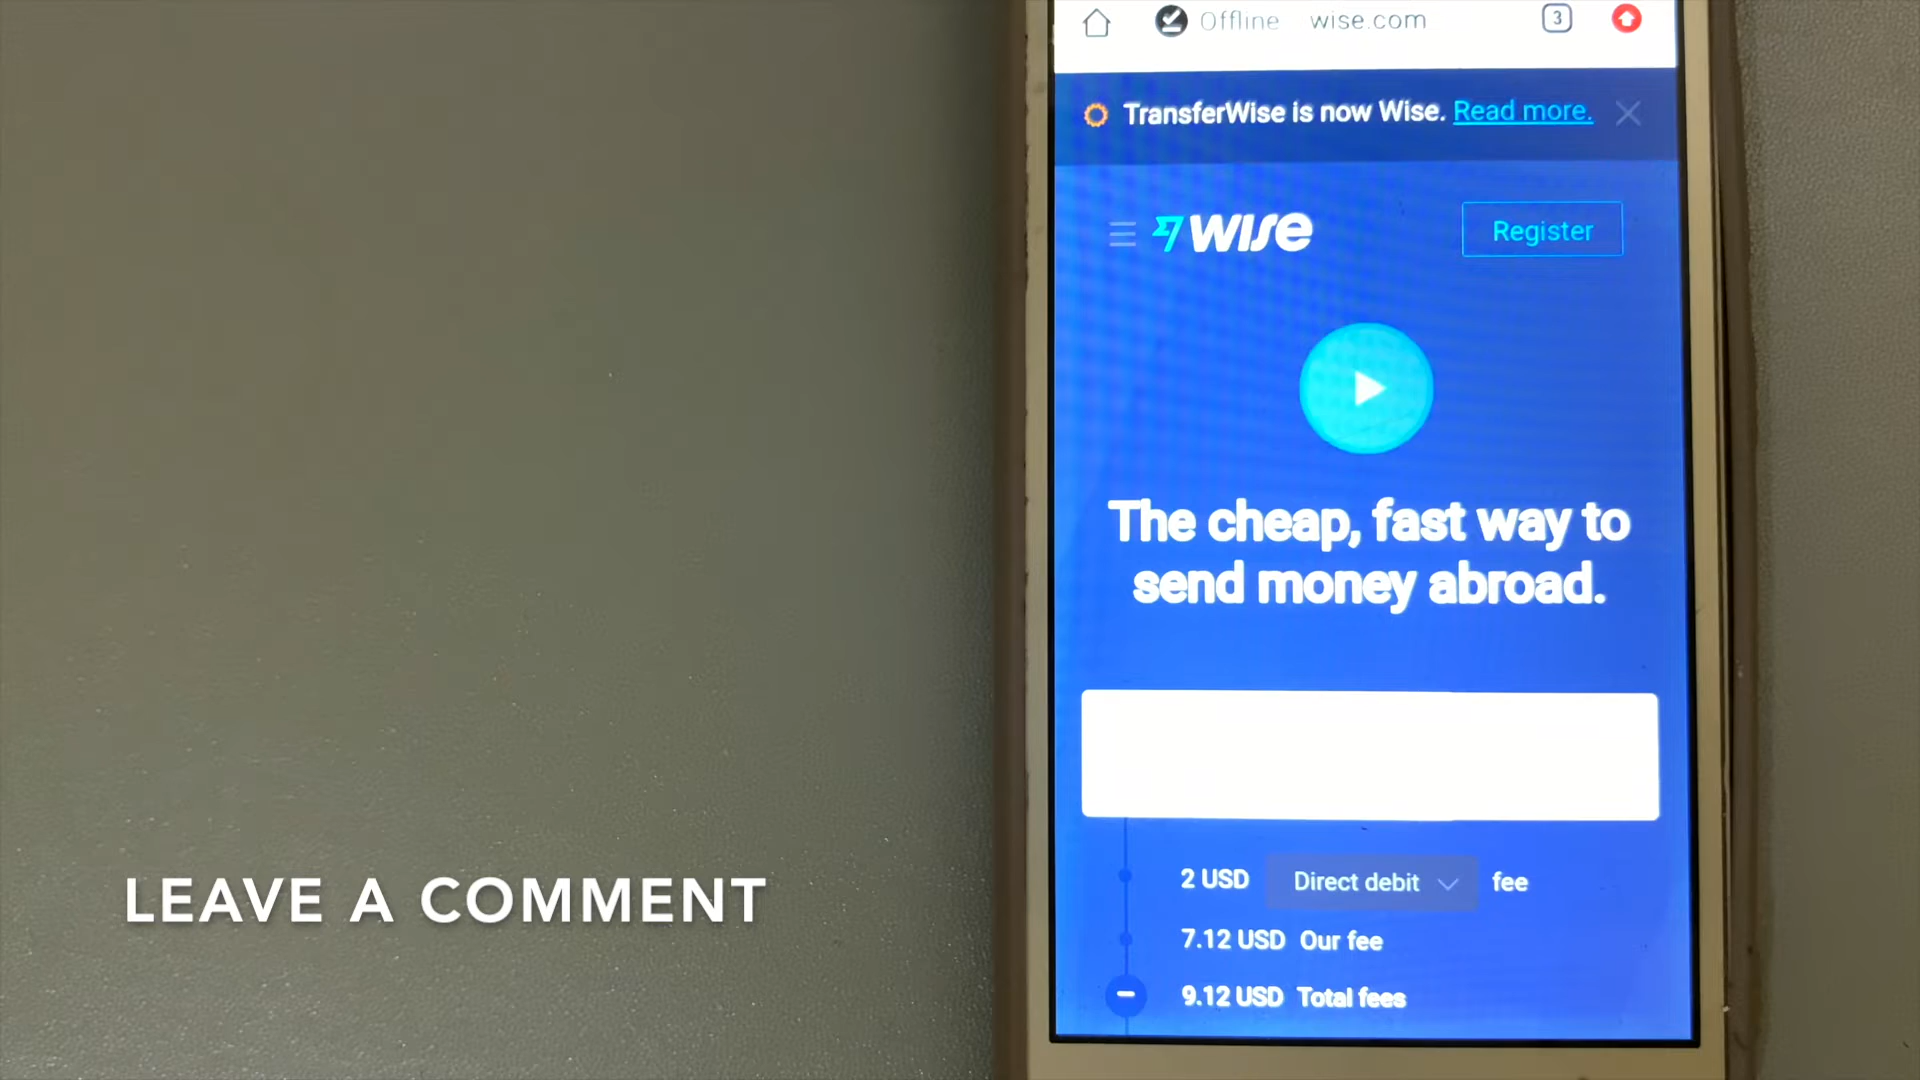 Offline wise.com 3
TransferWise is now Wise. Read more.
wise
Register
The cheap, fast way to
send money abroad.
2 USD Direct debit fee
7.12 USD Our fee
9.12 USD Total fees
LEAVE A COMMENT